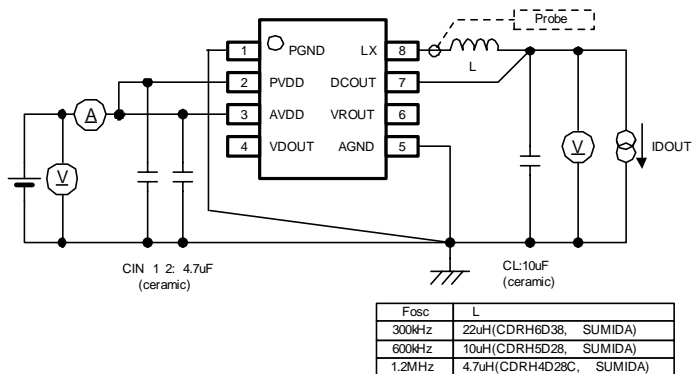 Probe
1 PGND LX 8
L
2 PVDD DCOUT 7
A
3 AVDD VROUT 6
4 VDOUT AGND 5
V
V
IDOUT
CIN 1 2: 4.7uF
(ceramic)
CL:10uF
(ceramic)
Fosc L
300kHz 22uH(CDRH6D38, SUMIDA)
600kHz 10uH(CDRH5D28, SUMIDA)
1.2MHz 4.7uH(CDRH4D28C, SUMIDA)